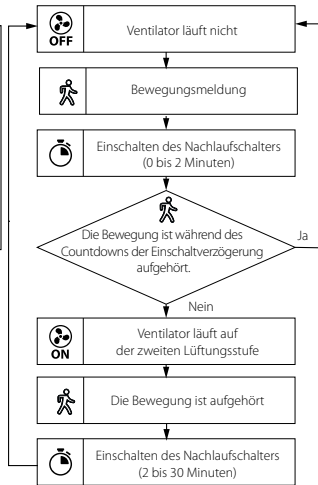 OFF
Ventilator läuft nicht
Bewegungsmeldung
Einschalten des Nachlaufschalters
(0 bis 2 Minuten)
Die Bewegung ist während des
Countdowns der Einschaltverzögerung
aufgehört.
Ja
Nein
ON
Ventilator läuft auf
der zweiten Lüftungsstufe
Die Bewegung ist aufgehört
Einschalten des Nachlaufschalters
(2 bis 30 Minuten)